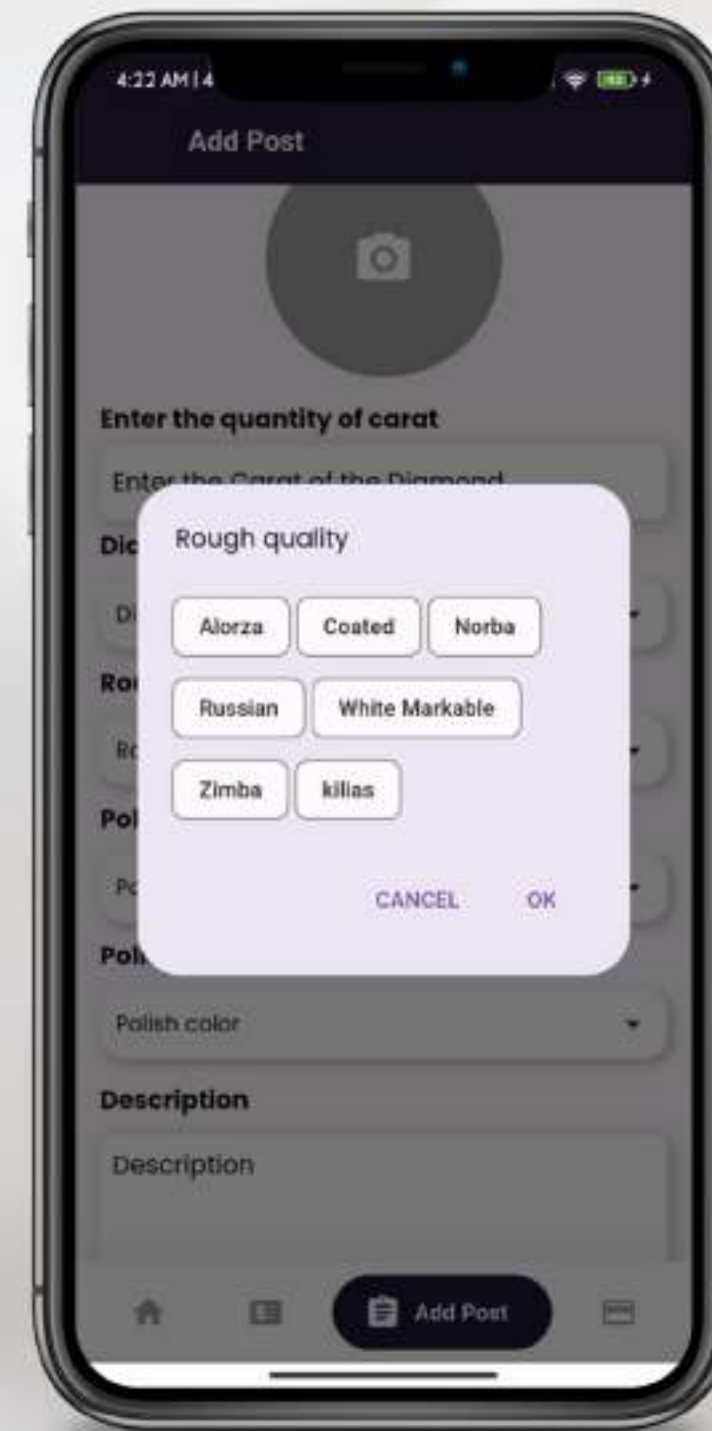 4:22 AM | 4
Add Post
Enter the quantity of carat
Enter the Carat of the Diamond
Rough quality
Alorza Coated Norba
Russian White Markable
Zimba kilias
CANCEL OK
Polish color
Description
Description
Add Post